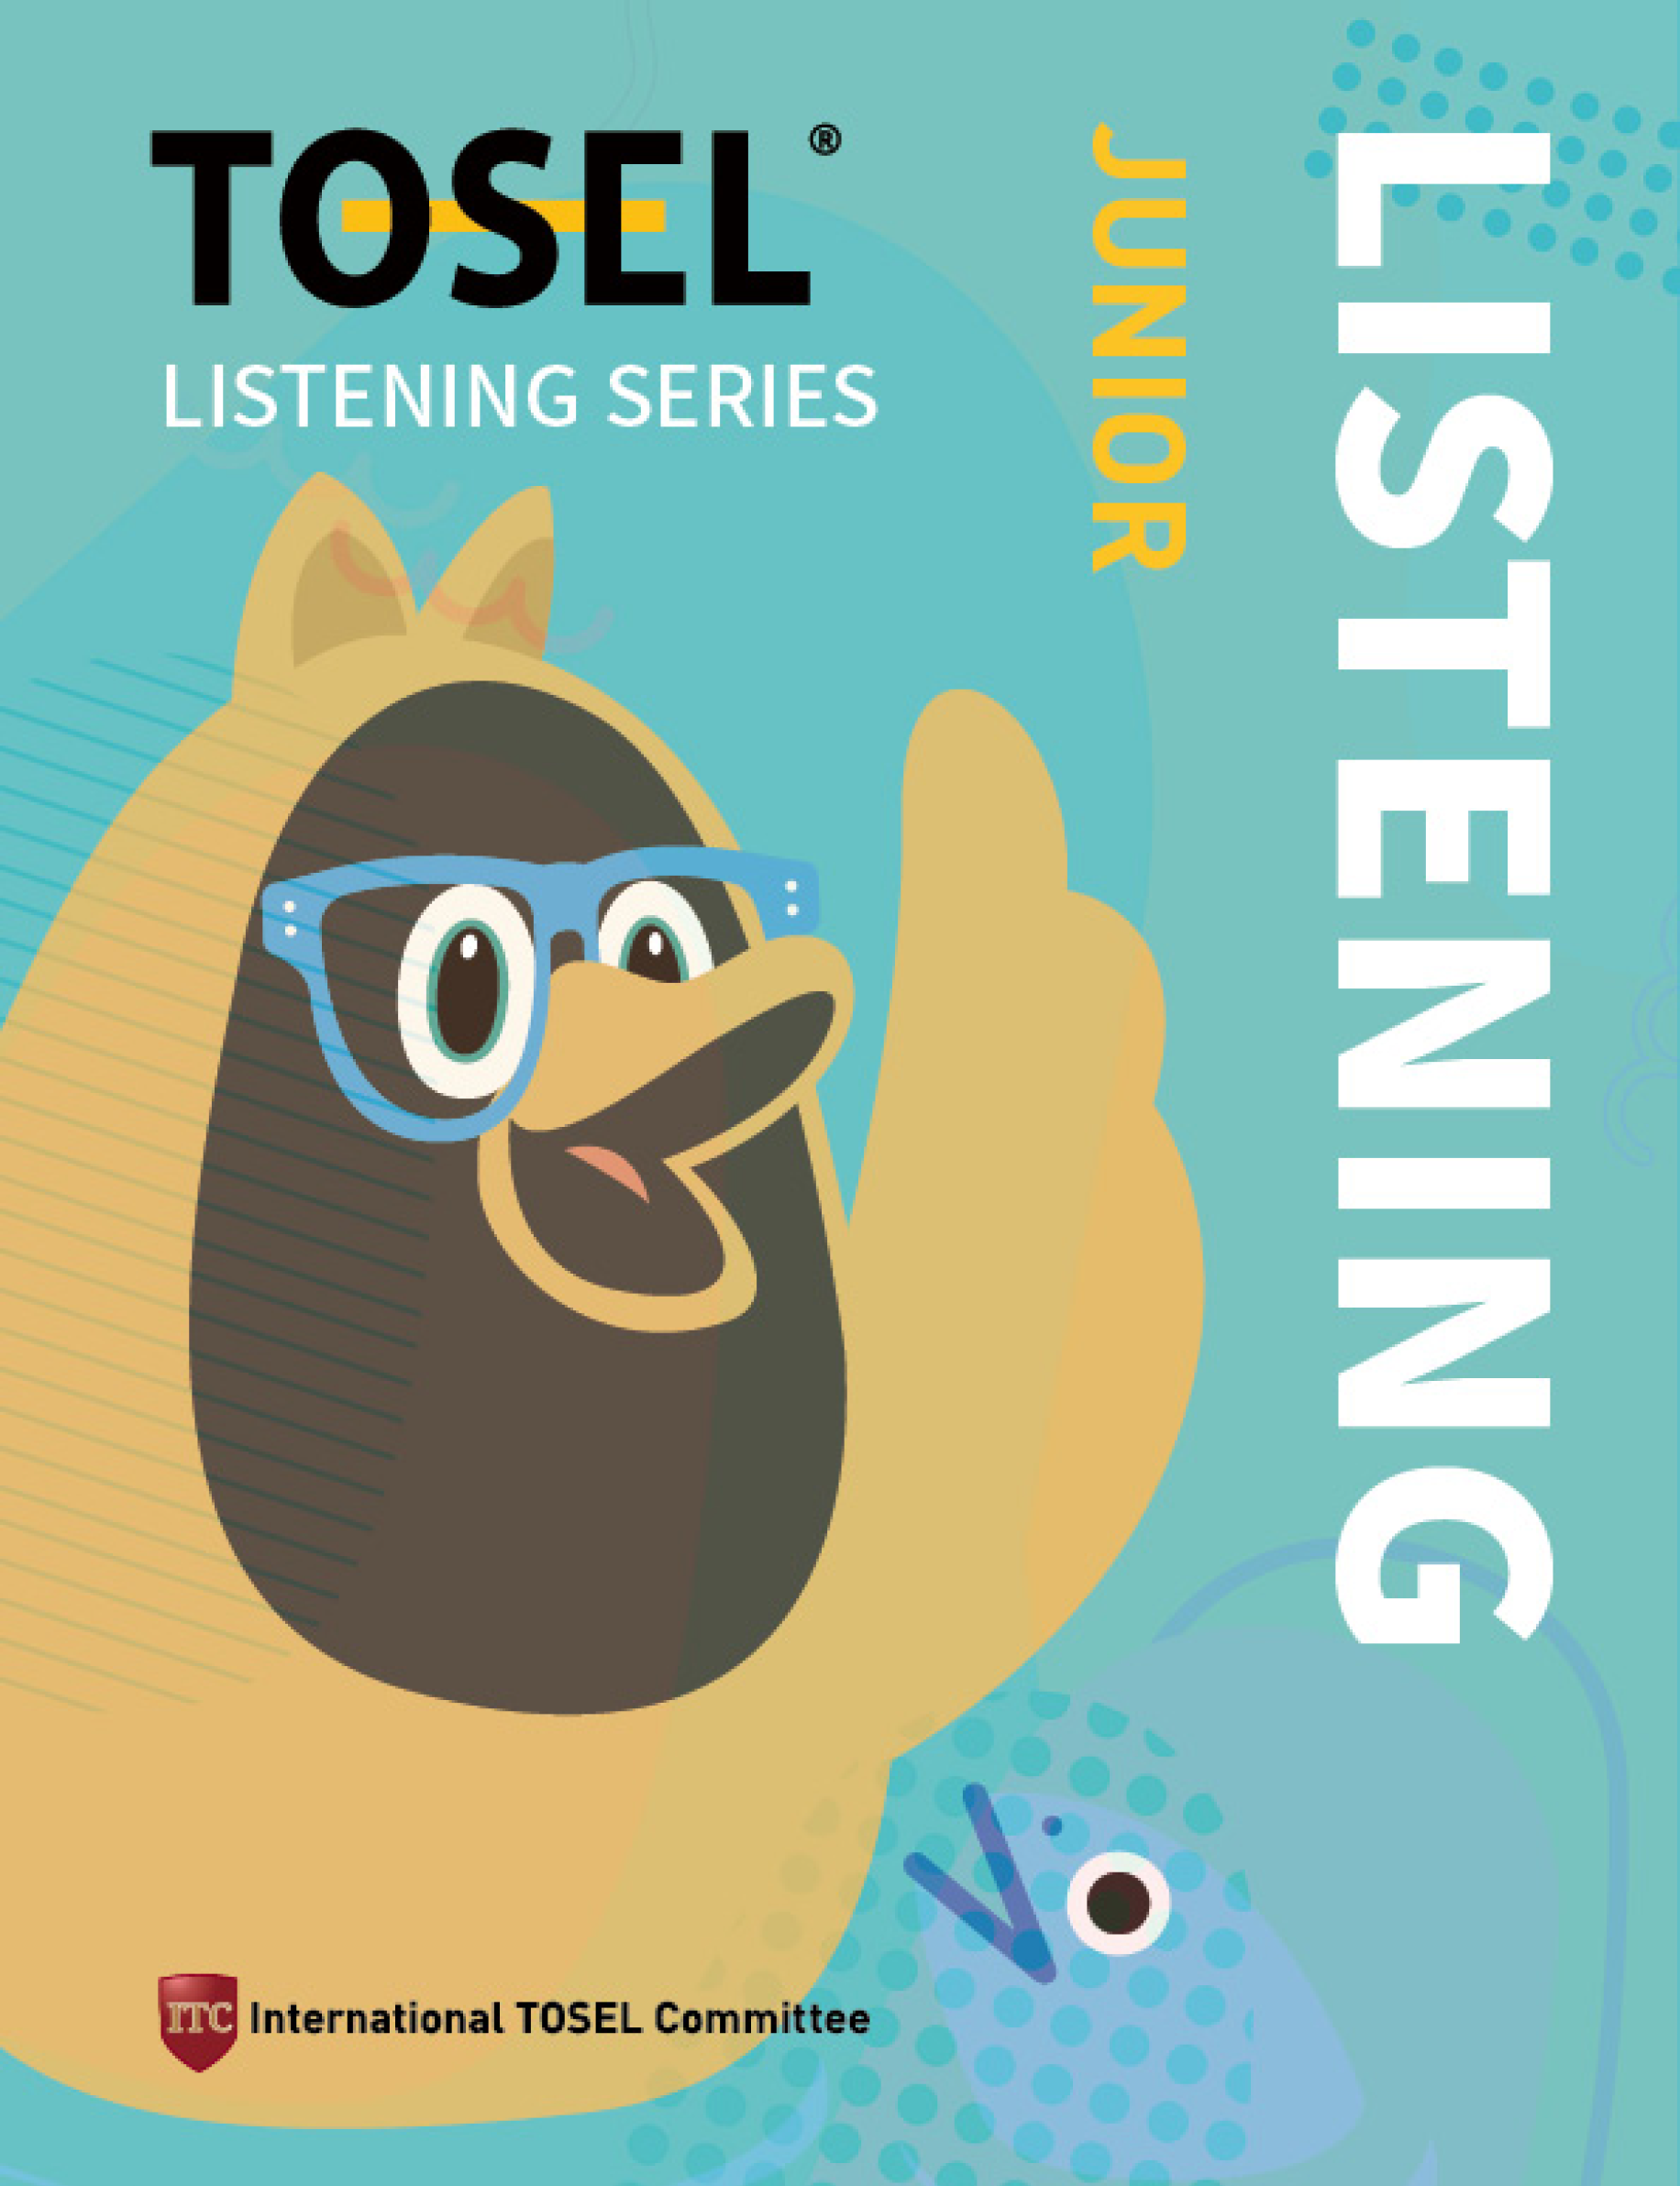 TOSEL®
LISTENING SERIES
JUNIOR
LISTENING
ITC International TOSEL Committee